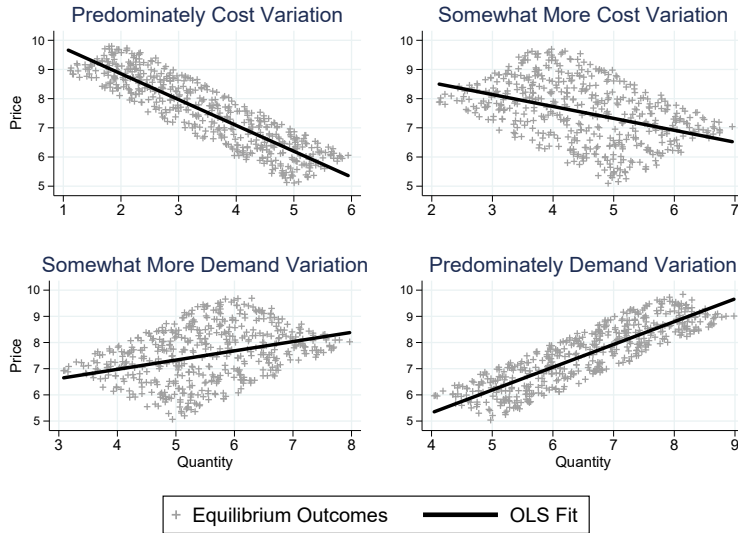 Predominately Cost Variation
Somewhat More Cost Variation
Price
10
9
8
7
6
5
1 2 3 4 5 6
10
9
8
7
6
5
2 3 4 5 6 7
Somewhat More Demand Variation
Predominately Demand Variation
Price
10
9
8
7
6
5
3 4 5 6 7 8
Quantity
10
9
8
7
6
5
4 5 6 7 8 9
Quantity
Equilibrium Outcomes OLS Fit